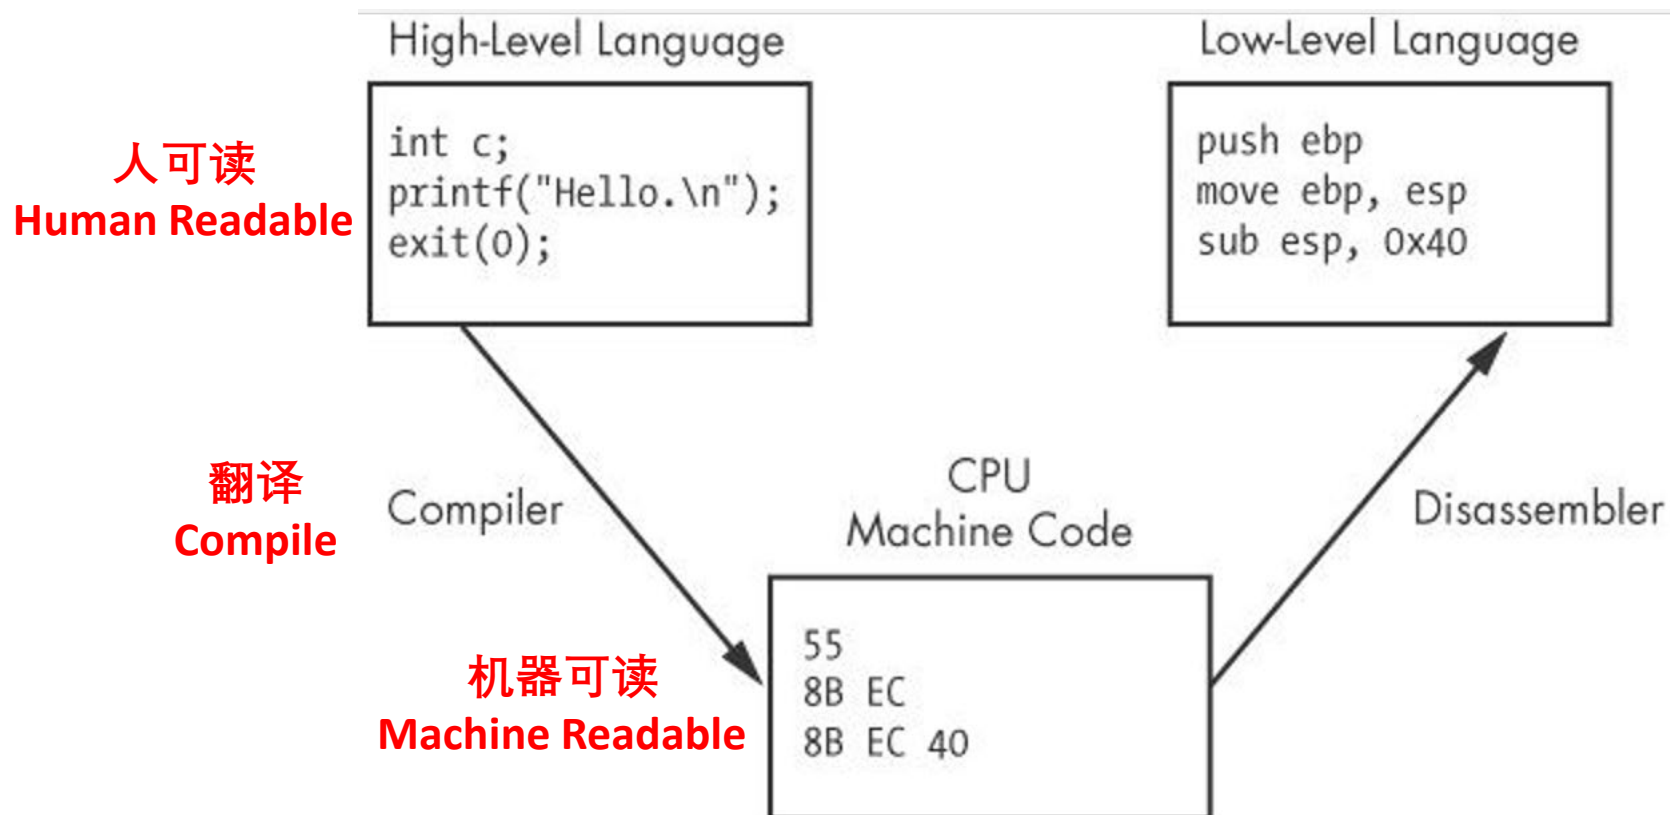 High-Level Language
int c;
printf("Hello.\n");
exit(0);
Low-Level Language
push ebp
move ebp, esp
sub esp, 0x40
人可读
Human Readable
翻译
Compile
Compiler
CPU
Machine Code
Disassembler
机器可读
Machine Readable
55
8B EC
8B EC 40